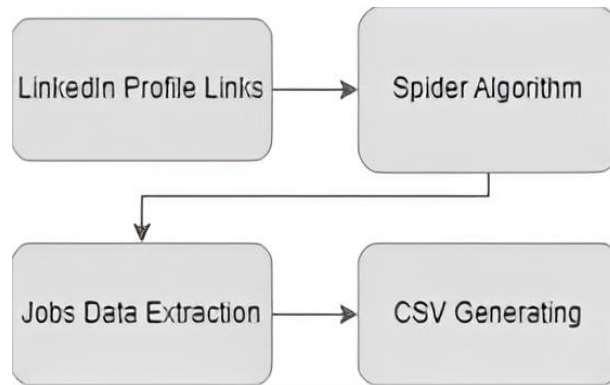 LinkedIn Profile Links
Spider Algorithm
Jobs Data Extraction
CSV Generating